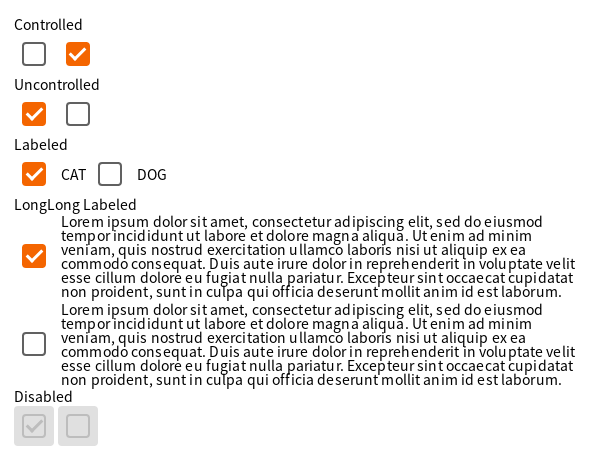 Controlled
Uncontrolled
Labeled
CAT DOG
LongLong Labeled
Lorem ipsum dolor sit amet, consectetur adipiscing elit, sed do eiusmod
tempor incididunt ut labore et dolore magna aliqua. Ut enim ad minim
veniam, quis nostrud exercitation ullamco laboris nisi ut aliquip ex ea
commodo consequat. Duis aute irure dolor in reprehenderit in voluptate velit
esse cillum dolore eu fugiat nulla pariatur. Excepteur sint occaecat cupidatat
non proident, sunt in culpa qui officia deserunt mollit anim id est laborum.
Lorem ipsum dolor sit amet, consectetur adipiscing elit, sed do eiusmod
tempor incididunt ut labore et dolore magna aliqua. Ut enim ad minim
veniam, quis nostrud exercitation ullamco laboris nisi ut aliquip ex ea
commodo consequat. Duis aute irure dolor in reprehenderit in voluptate velit
esse cillum dolore eu fugiat nulla pariatur. Excepteur sint occaecat cupidatat
non proident, sunt in culpa qui officia deserunt mollit anim id est laborum.
Disabled